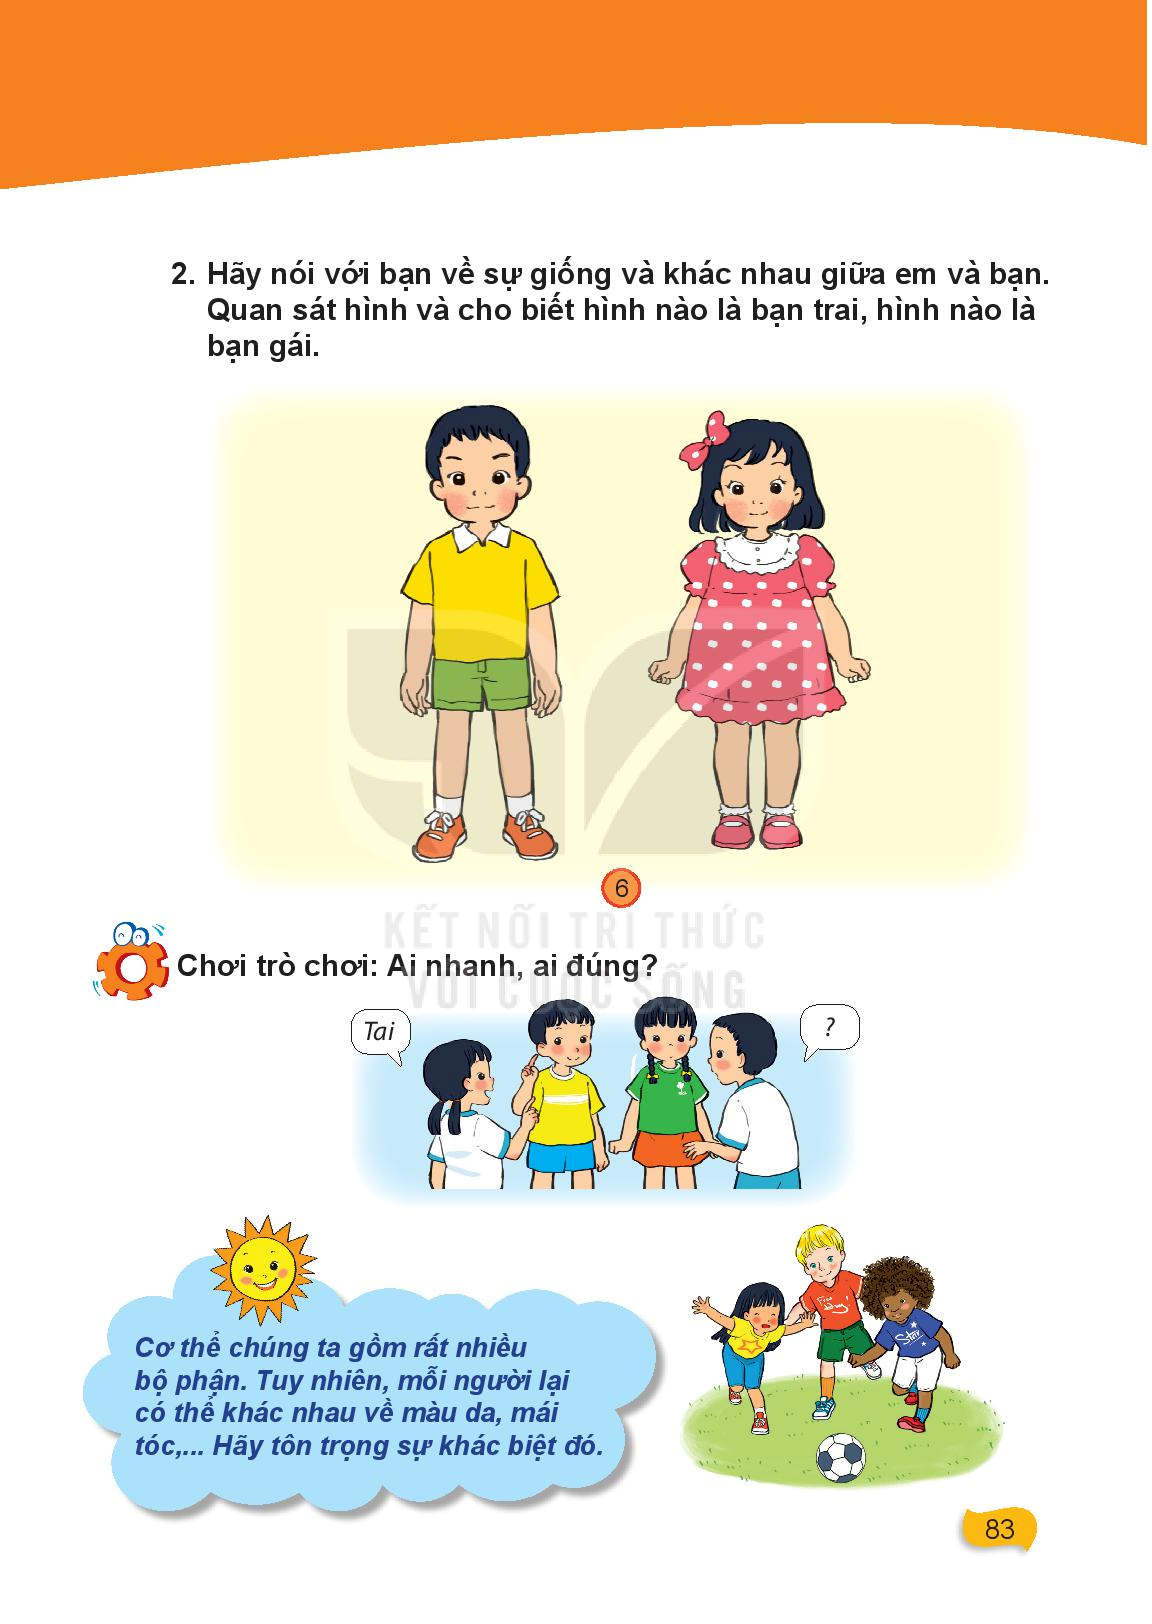 2. Hãy nói với bạn về sự giống và khác nhau giữa em và bạn.
Quan sát hình và cho biết hình nào là bạn trai, hình nào là
bạn gái.
6
KẾT NỐI TRI THỨC
VỚI CUỘC SỐNG
Chơi trò chơi: Ai nhanh, ai đúng?
Tai
?
Cơ thể chúng ta gồm rất nhiều
bộ phận. Tuy nhiên, mỗi người lại
có thể khác nhau về màu da, mái
tóc,... Hãy tôn trọng sự khác biệt đó.
Star
83